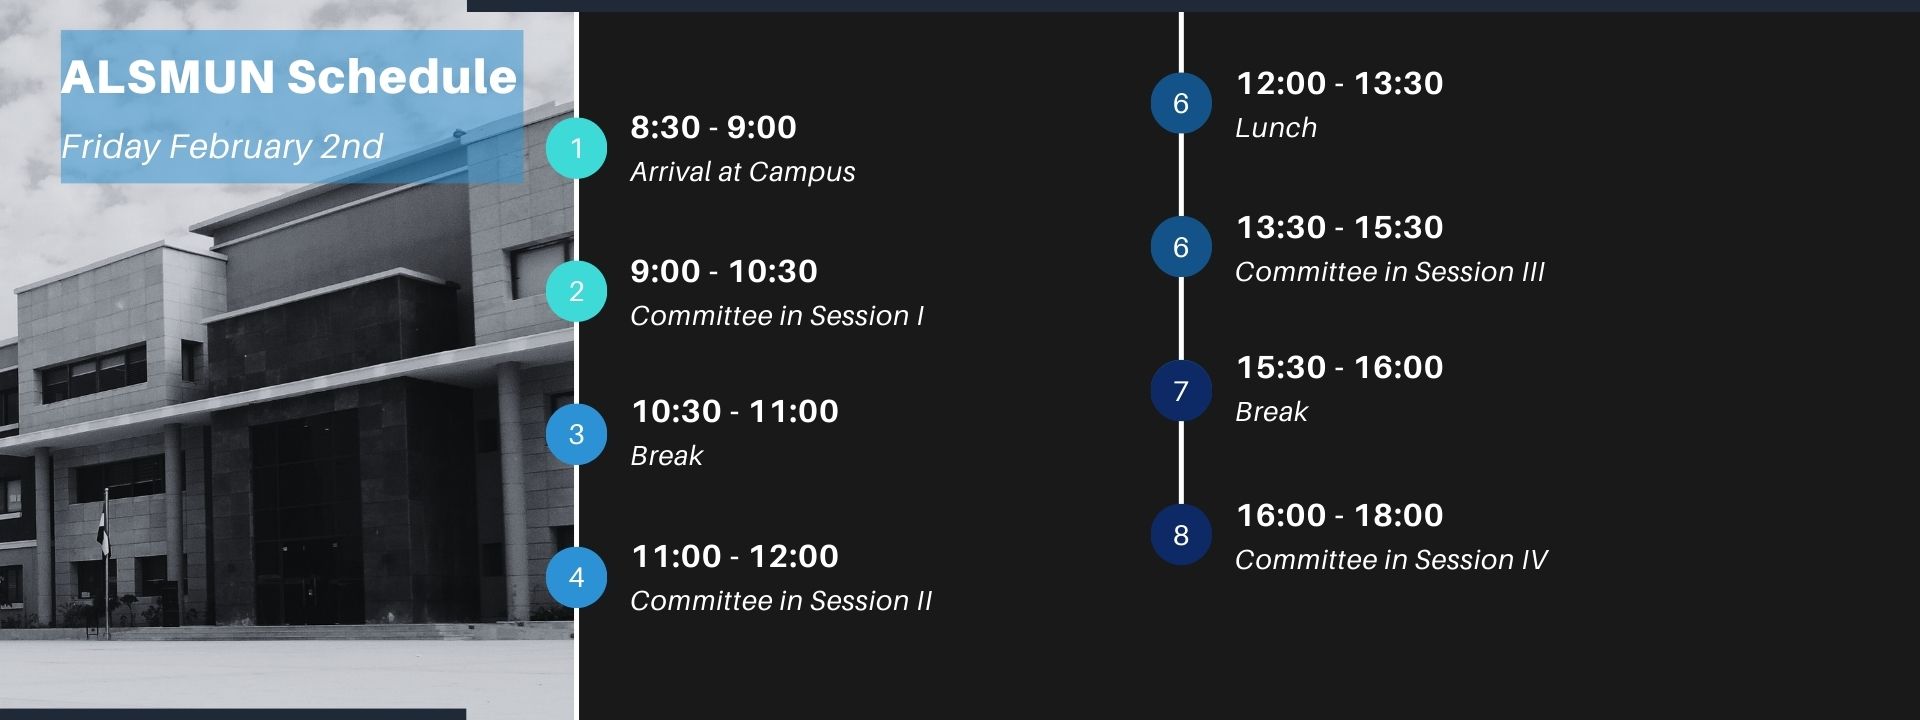 ALSMUN Schedule
Friday February 2nd
1
8:30 - 9:00
Arrival at Campus
2
9:00 - 10:30
Committee in Session I
3
10:30 - 11:00
Break
4
11:00 - 12:00
Committee in Session II
6
12:00 - 13:30
Lunch
6
13:30 - 15:30
Committee in Session III
7
15:30 - 16:00
Break
8
16:00 - 18:00
Committee in Session IV